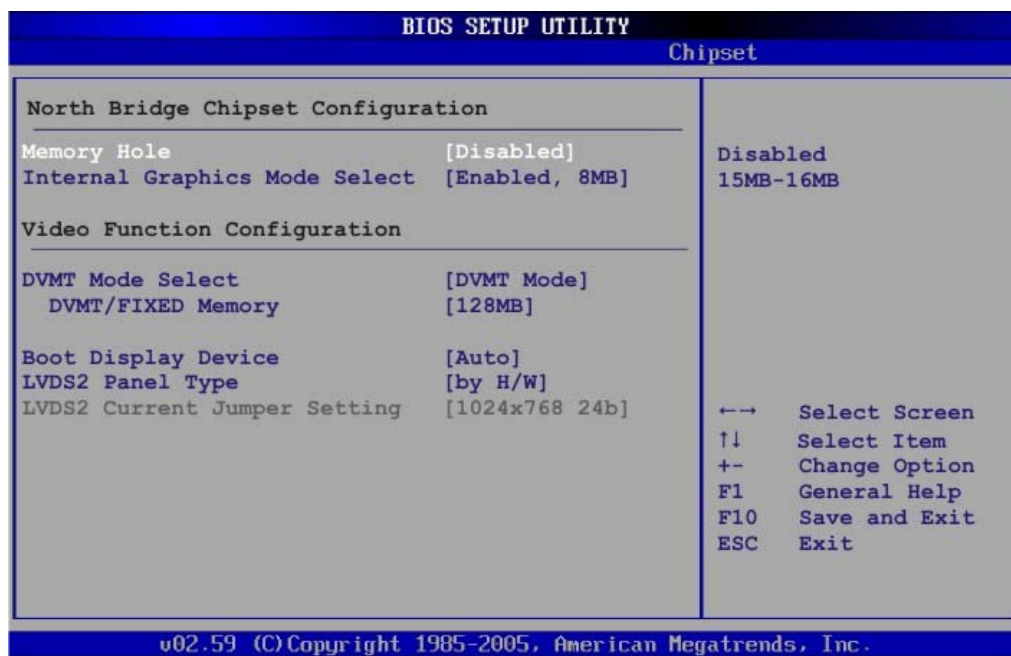 BIOS SETUP UTILITY
Chipset
North Bridge Chipset Configuration
Memory Hole [Disabled]
Internal Graphics Mode Select [Enabled, 8MB]
Video Function Configuration
DVMT Mode Select [DVMT Mode]
DVMT/FIXED Memory [128MB]
Boot Display Device [Auto]
LVDS2 Panel Type [by H/W]
LVDS2 Current Jumper Setting [1024x768 24b]
Disabled
15MB-16MB
←→ Select Screen
↑↓ Select Item
+- Change Option
F1 General Help
F10 Save and Exit
ESC Exit
v02.59 (C)Copyright 1985-2005, American Megatrends, Inc.